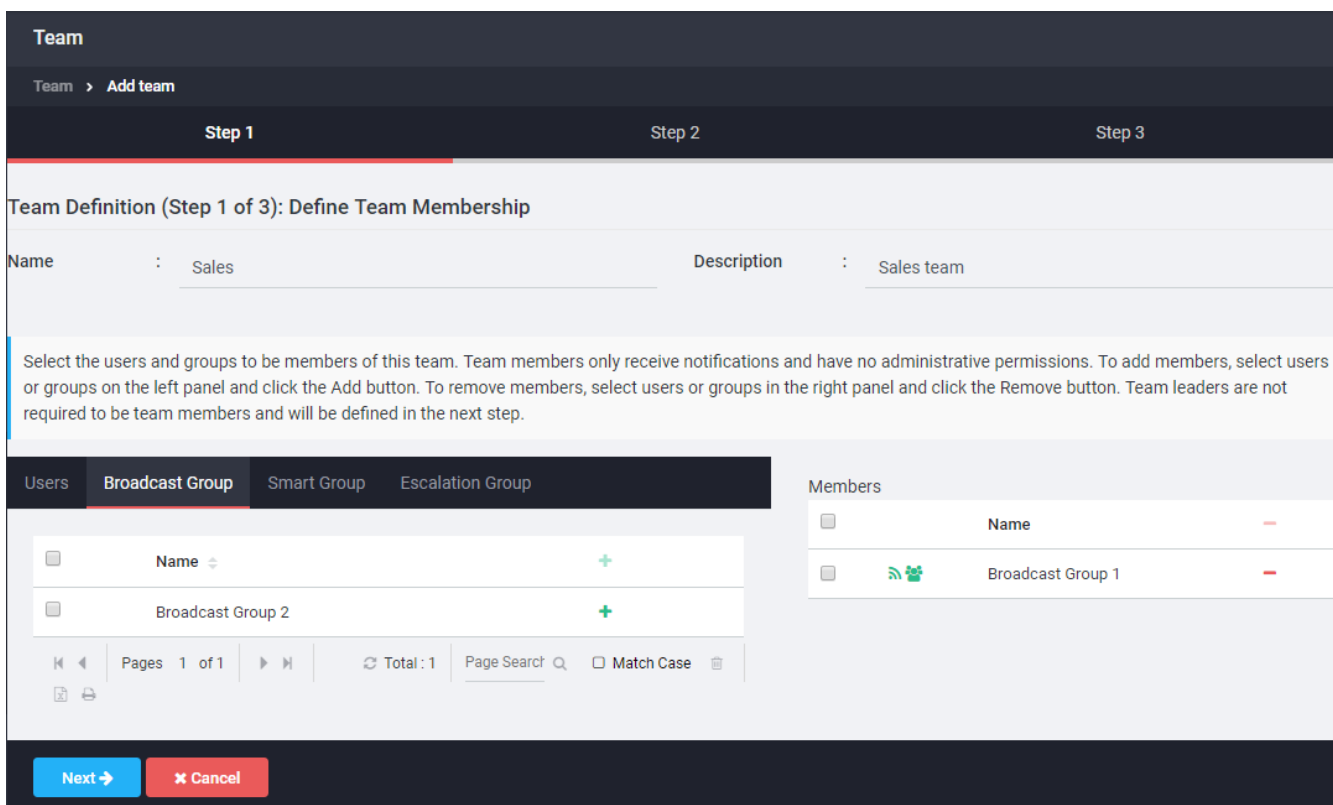 Team
Team > Add team
Step 1 Step 2 Step 3
Team Definition (Step 1 of 3): Define Team Membership
Name : Sales Description : Sales team
Select the users and groups to be members of this team. Team members only receive notifications and have no administrative permissions. To add members, select users
or groups on the left panel and click the Add button. To remove members, select users or groups in the right panel and click the Remove button. Team leaders are not
required to be team members and will be defined in the next step.
Users Broadcast Group Smart Group Escalation Group
Name
Broadcast Group 2
Pages 1 of 1 Total : 1 Page Search Match Case
Members
Name
Broadcast Group 1
Next Cancel